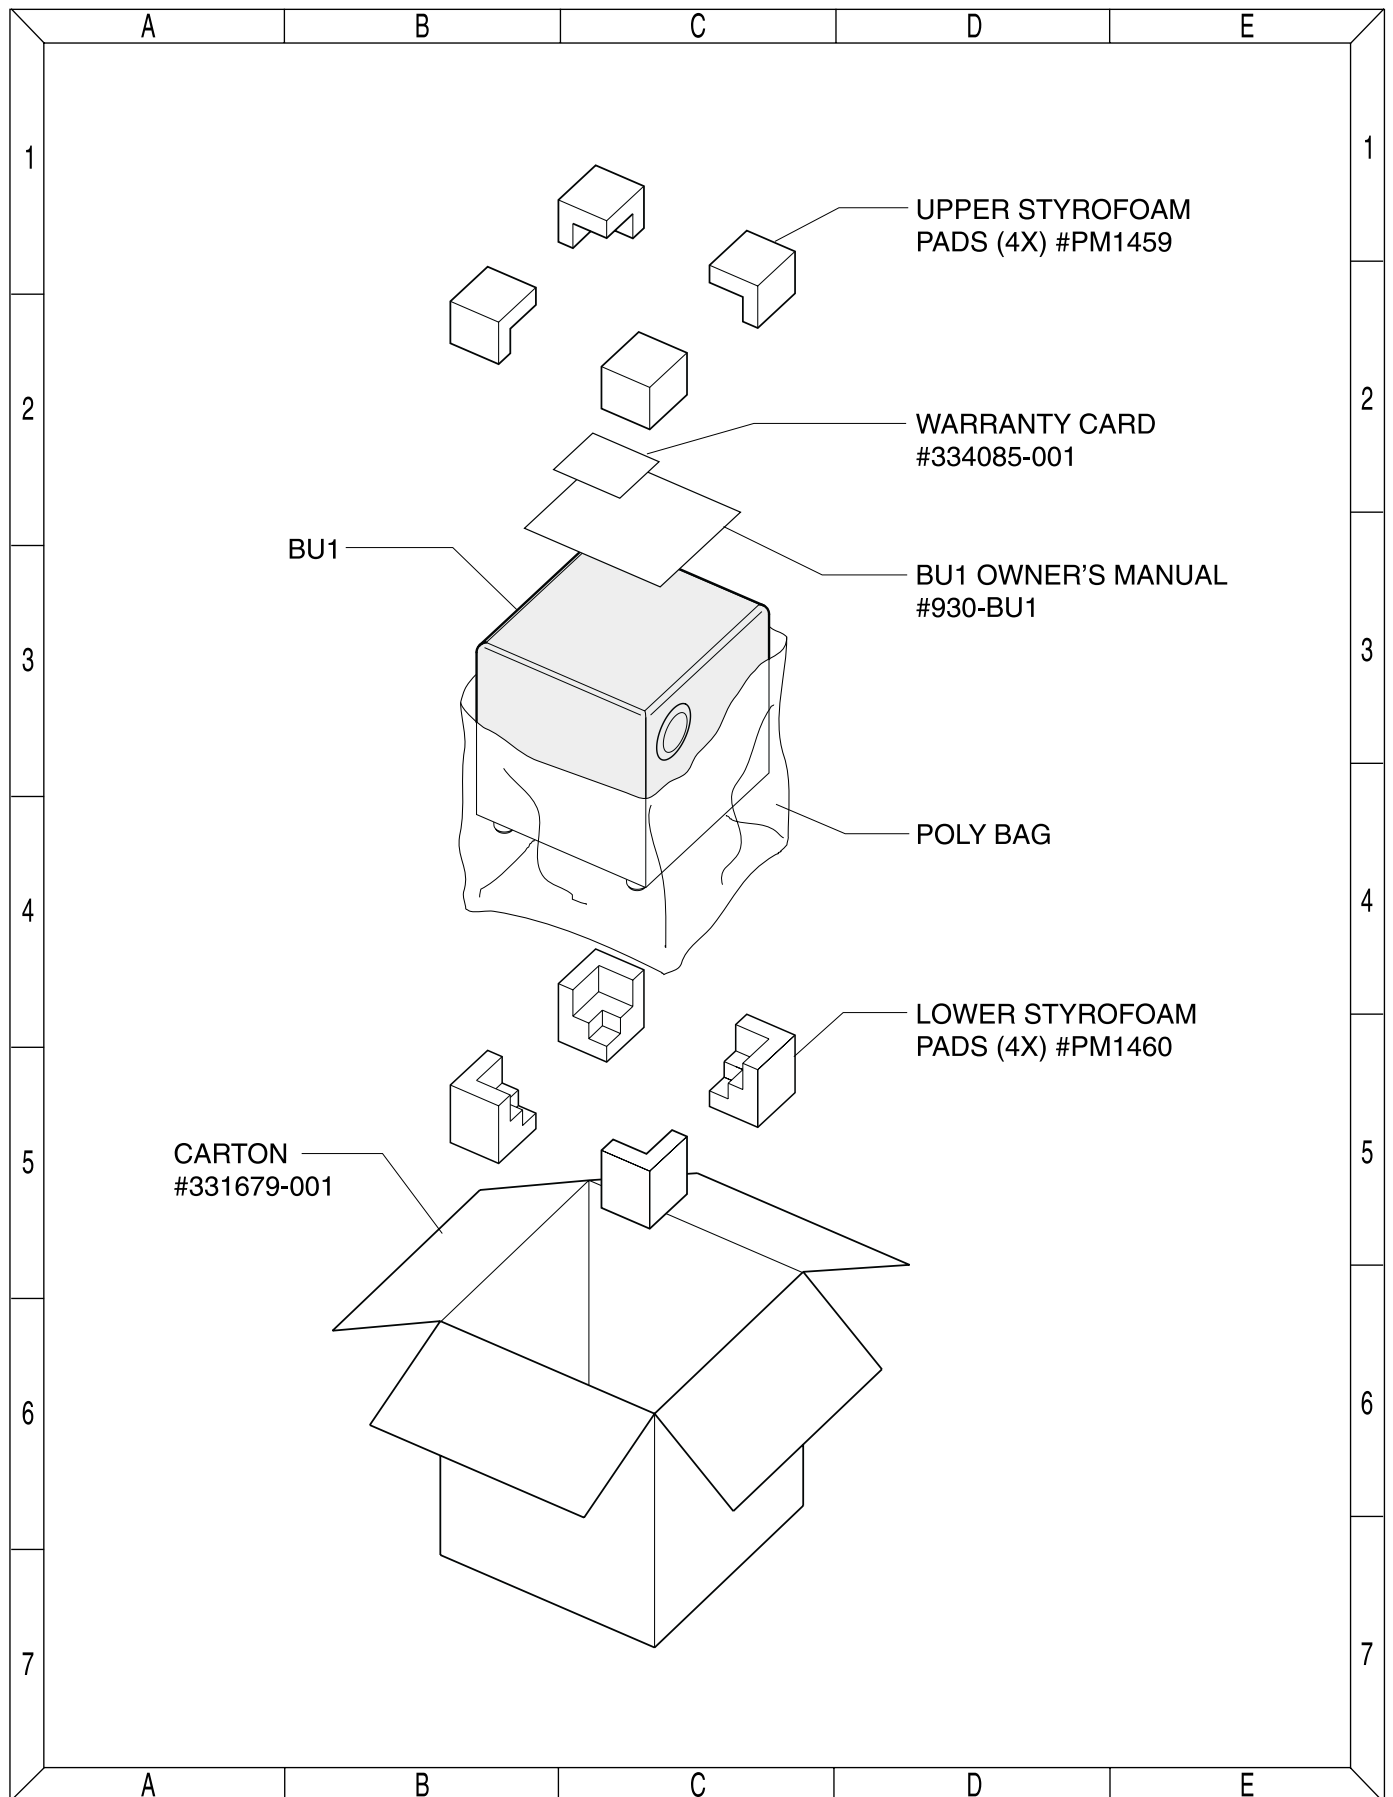 A B C D E
1 1
UPPER STYROFOAM
PADS (4X) #PM1459
2 2
WARRANTY CARD
#334085-001
BU1
BU1 OWNER'S MANUAL
#930-BU1
3 3
POLY BAG
4 4
LOWER STYROFOAM
PADS (4X) #PM1460
CARTON
#331679-001
5 5
6 6
7 7
A B C D E